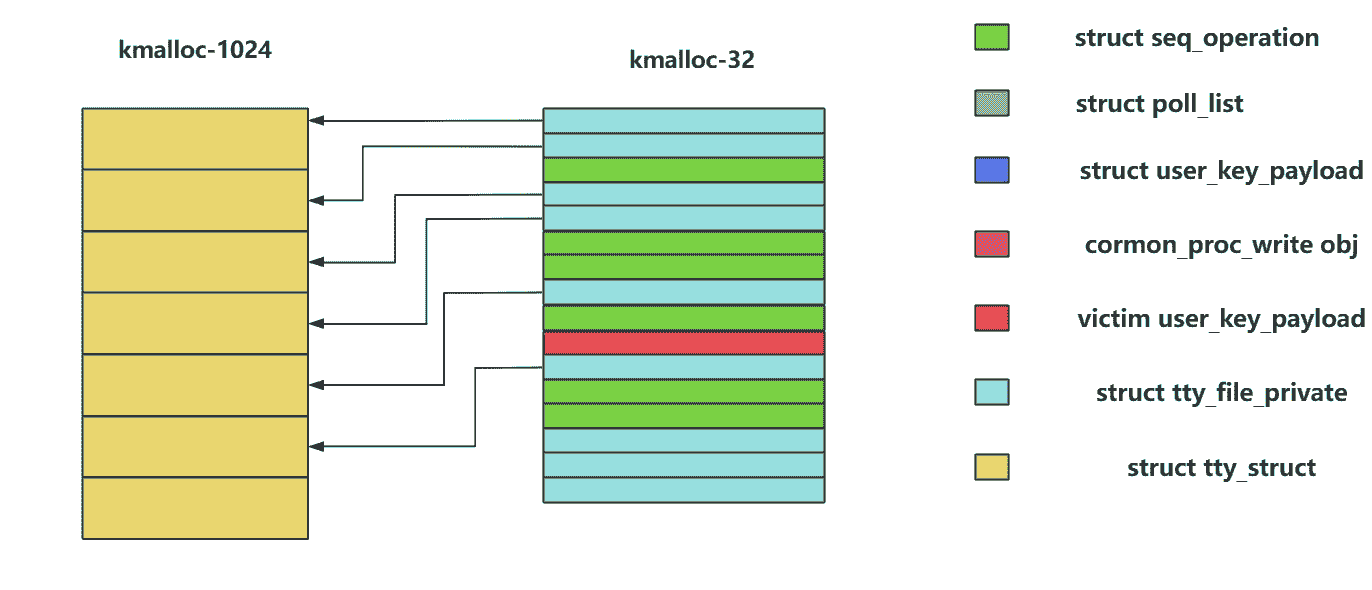 kmalloc-1024
kmalloc-32
struct seq_operation
struct poll_list
struct user_key_payload
cormon_proc_write obj
victim user_key_payload
struct tty_file_private
struct tty_struct